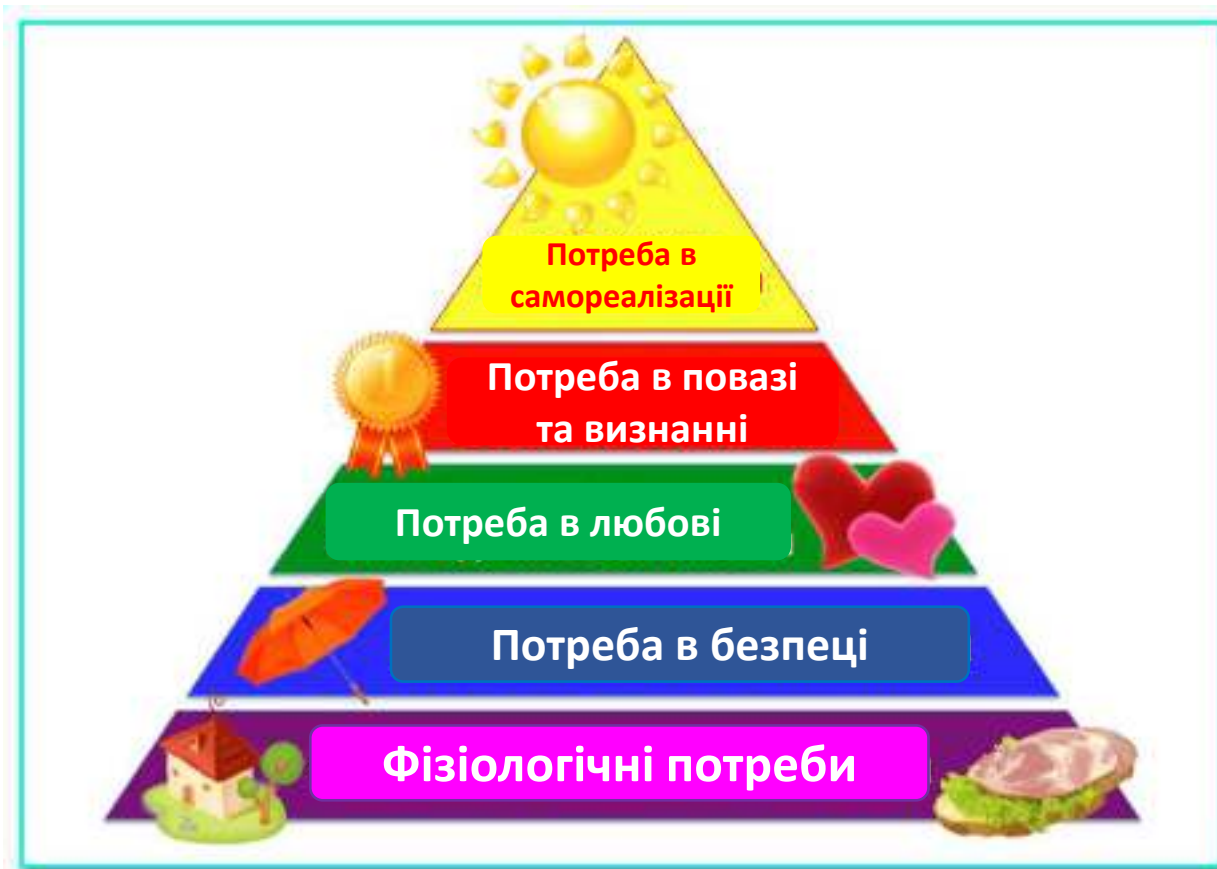 Потреба в
самореалізації
Потреба в повазі
та визнанні
Потреба в любові
Потреба в безпеці
Фізіологічні потреби